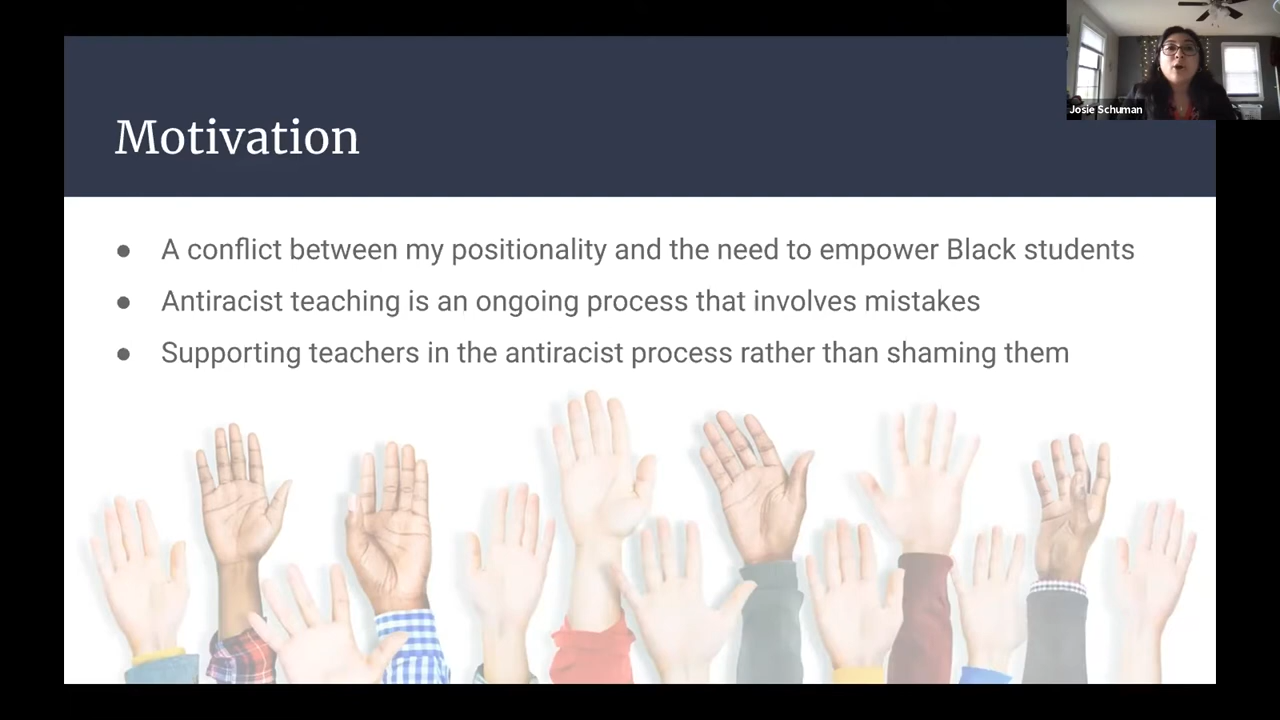 Josie Schuman
Motivation
● A conflict between my positionality and the need to empower Black students
● Antiracist teaching is an ongoing process that involves mistakes
● Supporting teachers in the antiracist process rather than shaming them